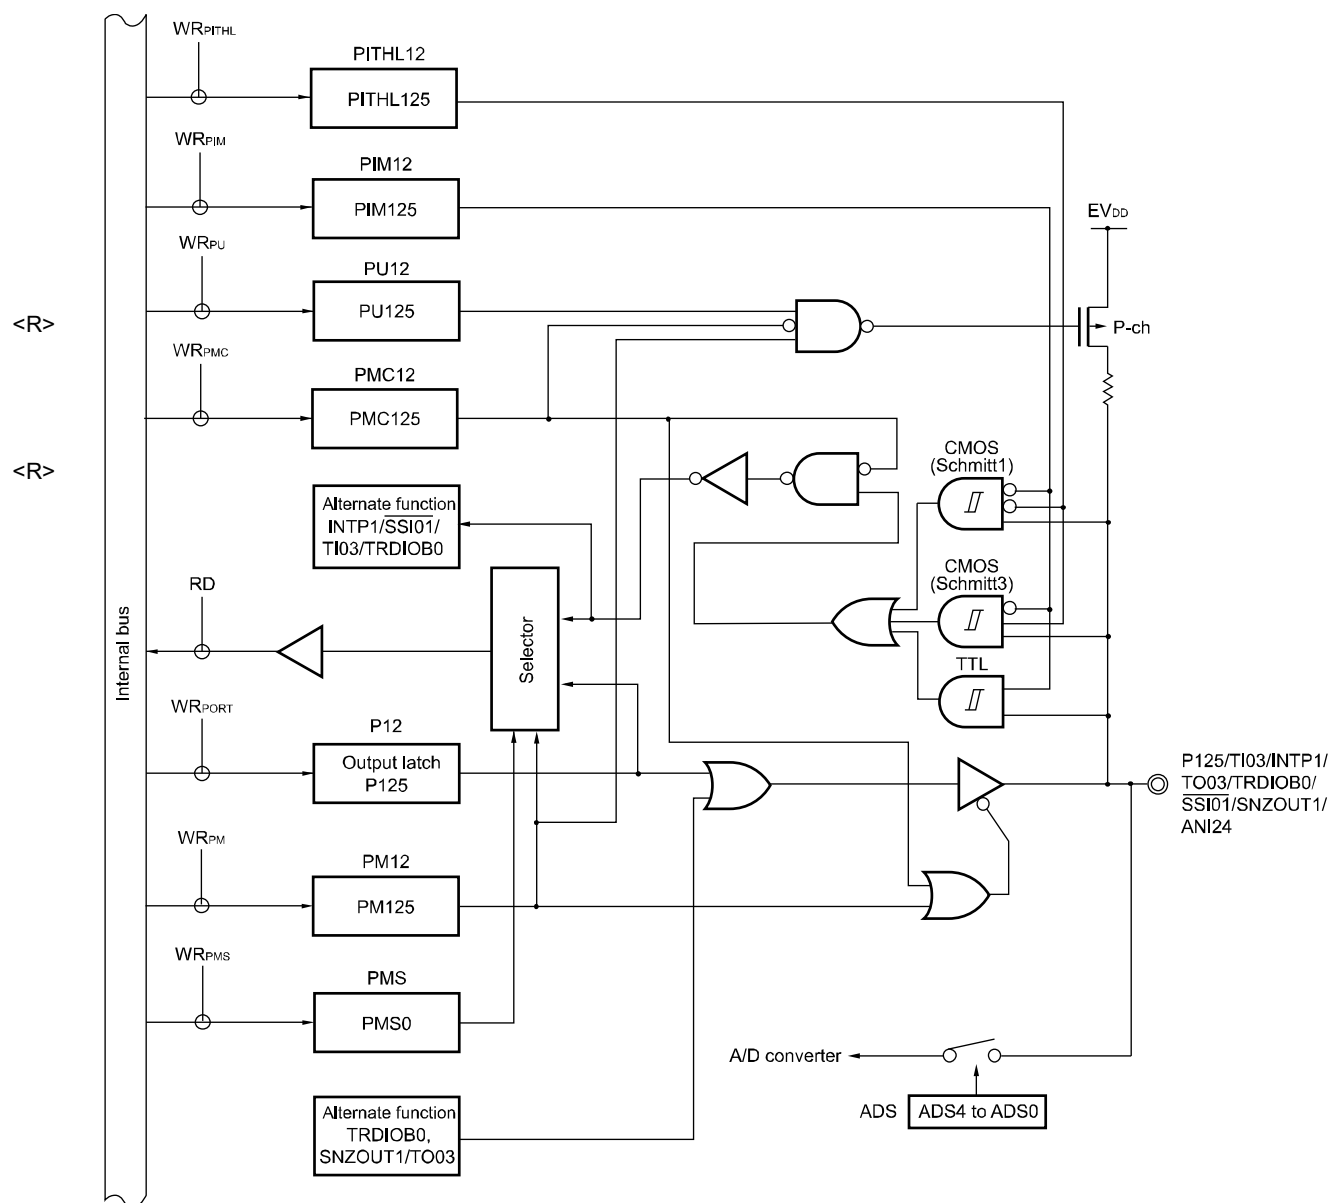 WRPITHL
PITHL12
PITHL125
WRPIM
PIM12
PIM125
EVDD
WRPU
PU12
PU125
<R>
P-ch
WRPMC
PMC12
PMC125
<R>
CMOS
(Schmitt1)
Alternate function
INTP1/SSI01/
TI03/TRDIOB0
RD
CMOS
(Schmitt3)
Internal bus
Selector
TTL
WRPORT
P12
Output latch
P125
P125/TI03/INTP1/
TO03/TRDIOB0/
SSI01/SNZOUT1/
ANI24
WRPM
PM12
PM125
WRPMS
PMS
PMS0
A/D converter
ADS
ADS4 to ADS0
Alternate function
TRDIOB0,
SNZOUT1/TO03